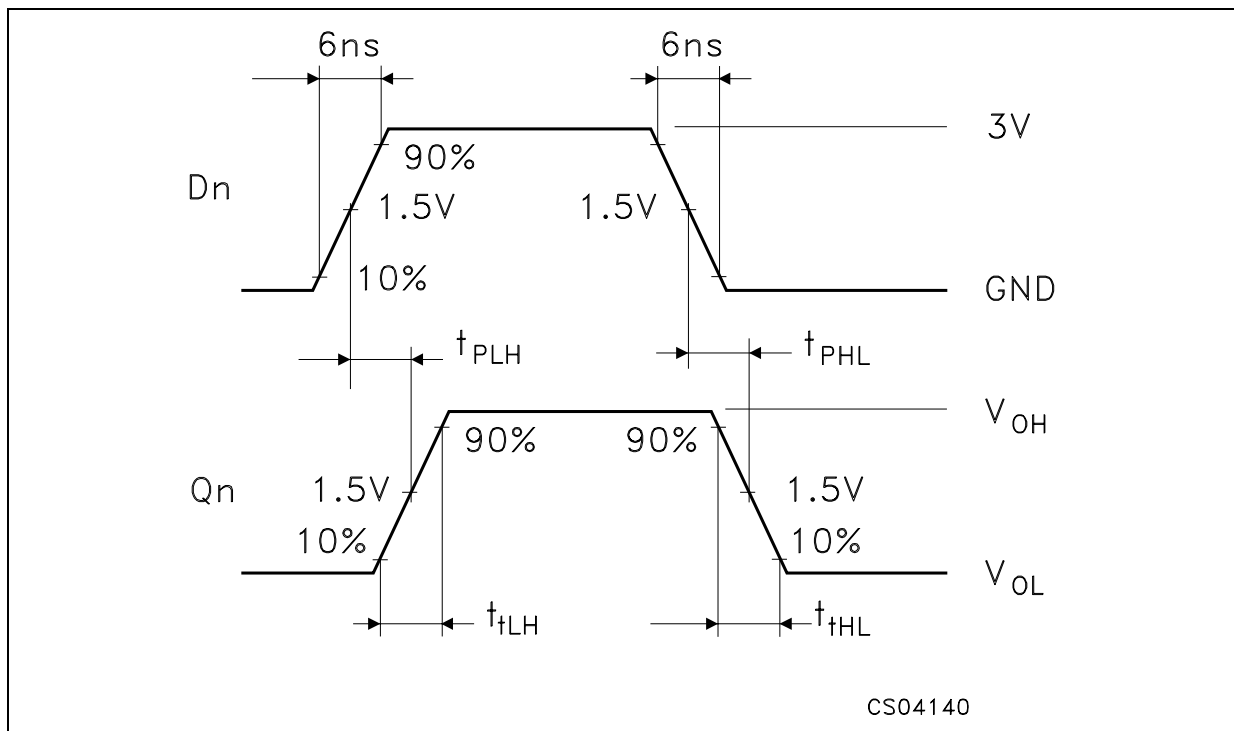 6ns 6ns
3V
90%
Dn
1.5V 1.5V
10%
GND
tPLH tPHL
VOH
90% 90%
Qn
1.5V 1.5V
10% 10%
VOL
ttLH ttHL
CS04140